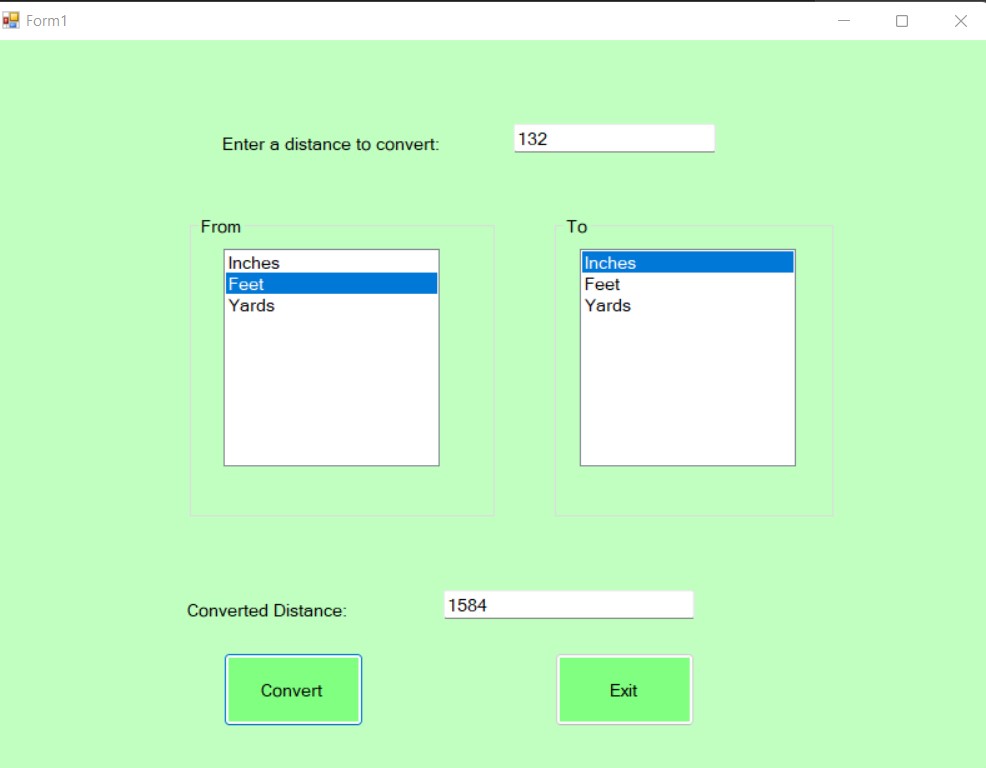 Form1
Enter a distance to convert: 132
From To
Inches Inches
Feet Feet
Yards Yards
Converted Distance: 1584
Convert Exit